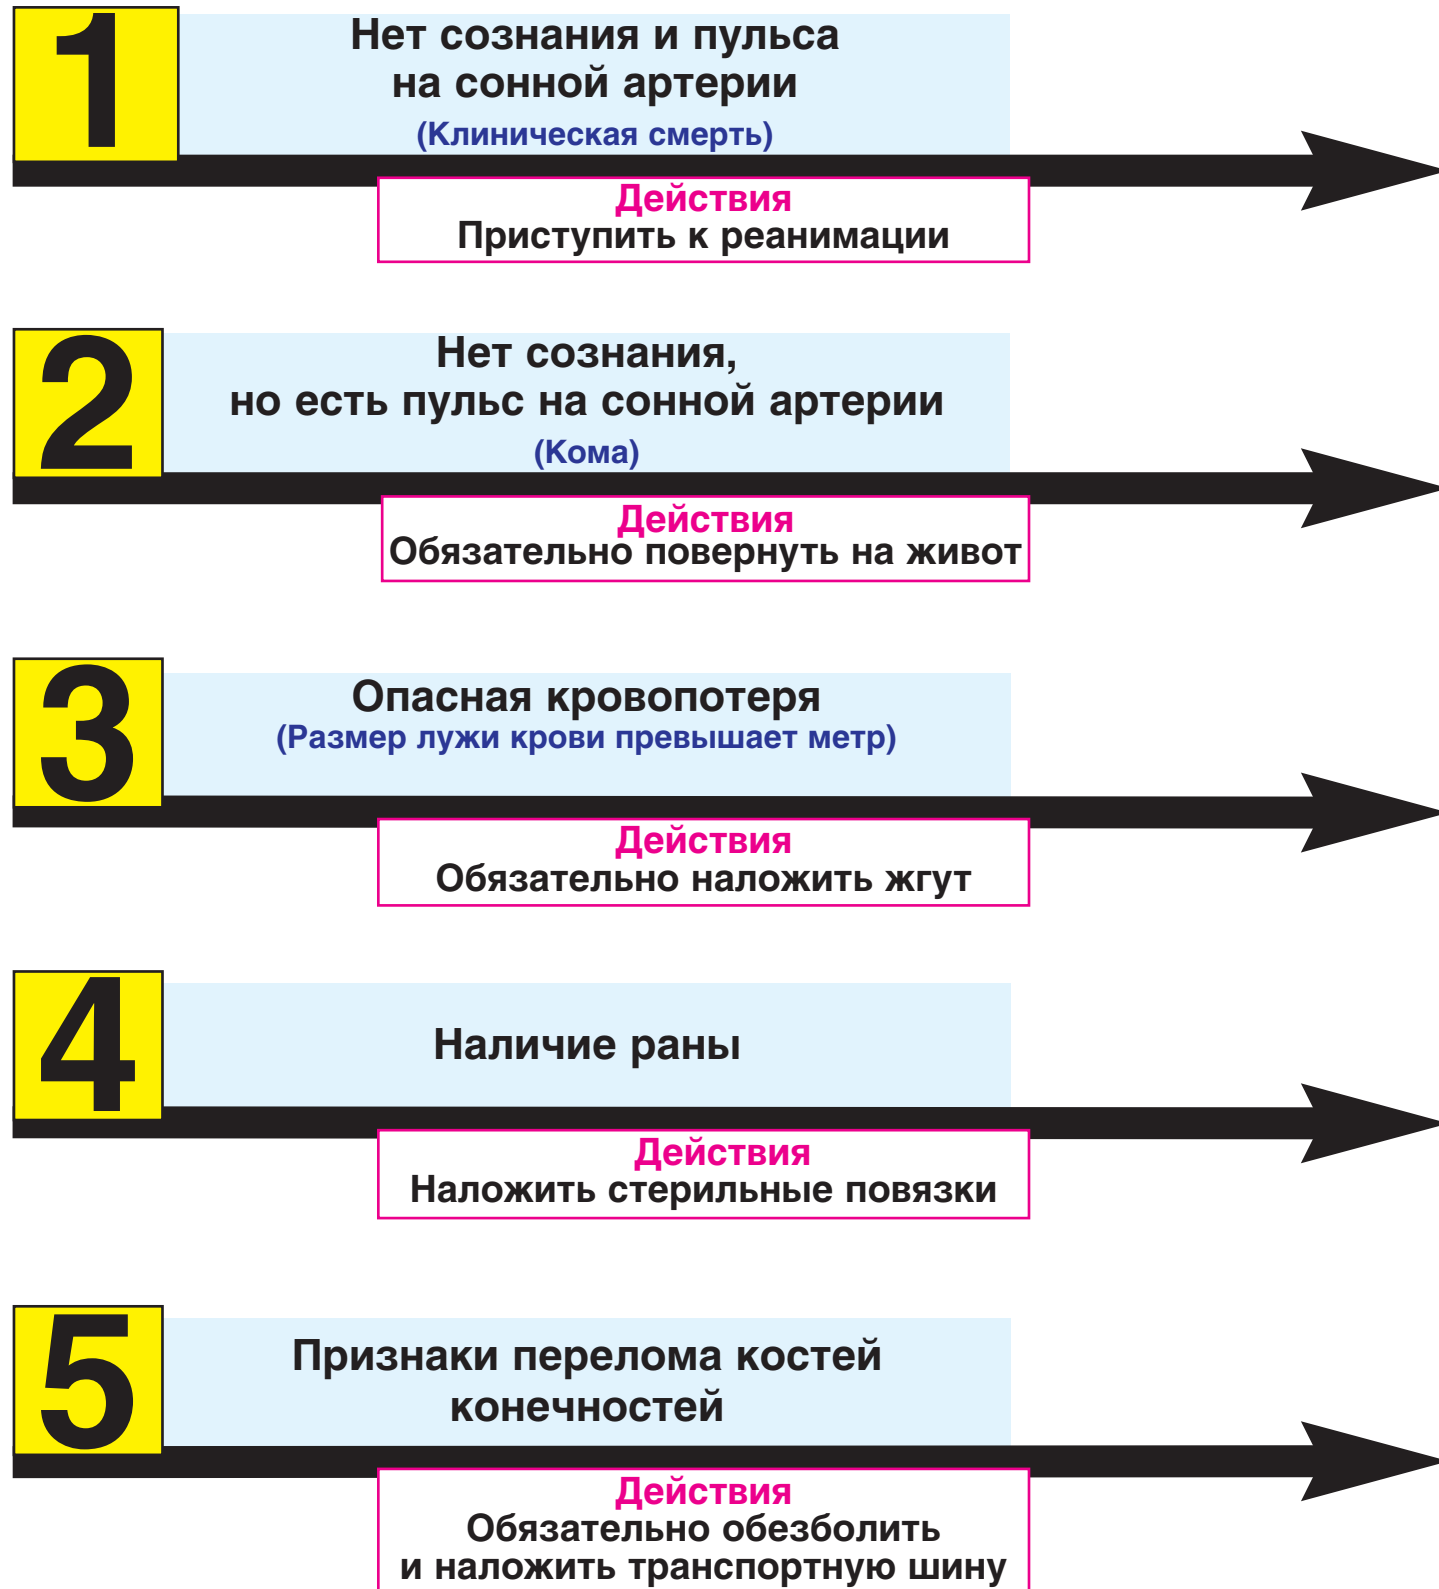 1
Нет сознания и пульса
на сонной артерии
(Клиническая смерть)
Действия
Приступить к реанимации
2
Нет сознания,
но есть пульс на сонной артерии
(Кома)
Действия
Обязательно повернуть на живот
3
Опасная кровопотеря
(Размер лужи крови превышает метр)
Действия
Обязательно наложить жгут
4
Наличие раны
Действия
Наложить стерильные повязки
5
Признаки перелома костей
конечностей
Действия
Обязательно обезболить
и наложить транспортную шину